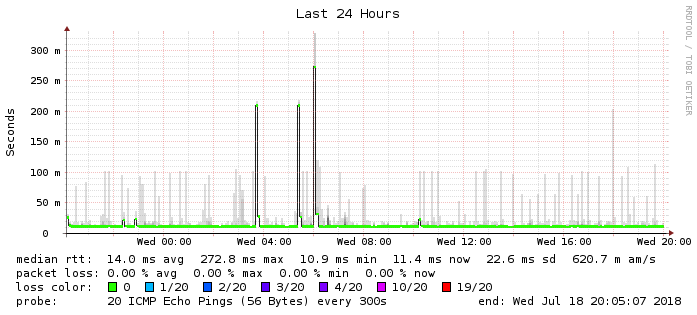 Last 24 Hours
RRDTOOL / TOBI OETIKER
Seconds
300 m
250 m
200 m
150 m
100 m
50 m
0
Wed 00:00 Wed 04:00 Wed 08:00 Wed 12:00 Wed 16:00 Wed 20:00
median rtt: 14.0 ms avg 272.8 ms max 10.9 ms min 11.4 ms now 22.6 ms sd 620.7 m am/s
packet loss: 0.00 % avg 0.00 % max 0.00 % min 0.00 % now
loss color: 0 1/20 2/20 3/20 4/20 10/20 19/20
probe: 20 ICMP Echo Pings (56 Bytes) every 300s end: Wed Jul 18 20:05:07 2018